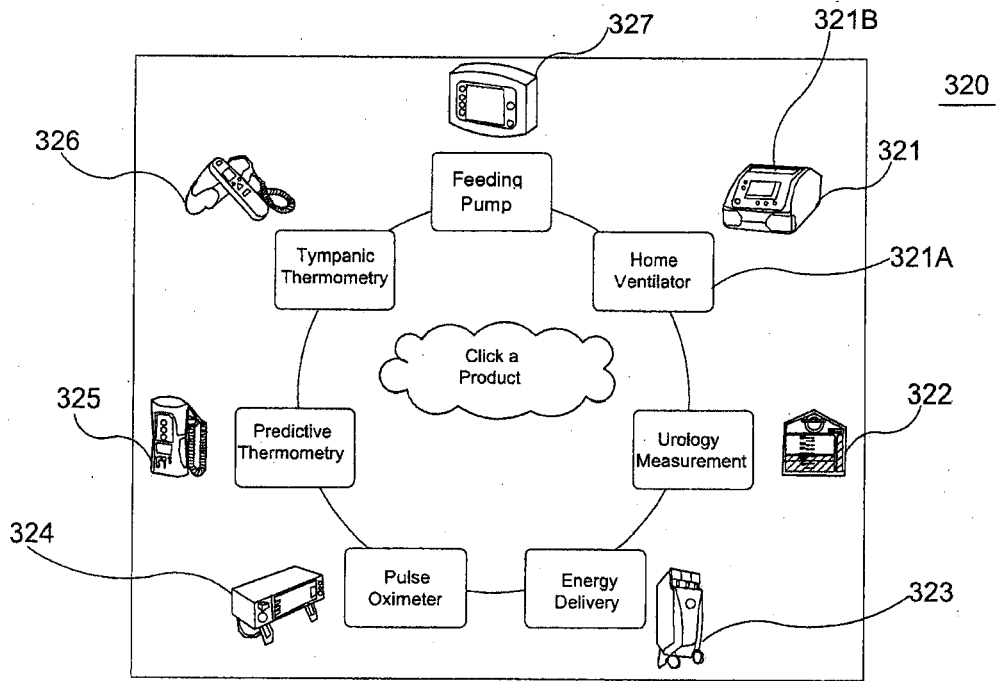 327
321B
320
326
321
Feeding
Pump
Tympanic
Thermometry
Home
Ventilator
321A
Click a
Product
325
322
Predictive
Thermometry
Urology
Measurement
324
Pulse
Oximeter
Energy
Delivery
323